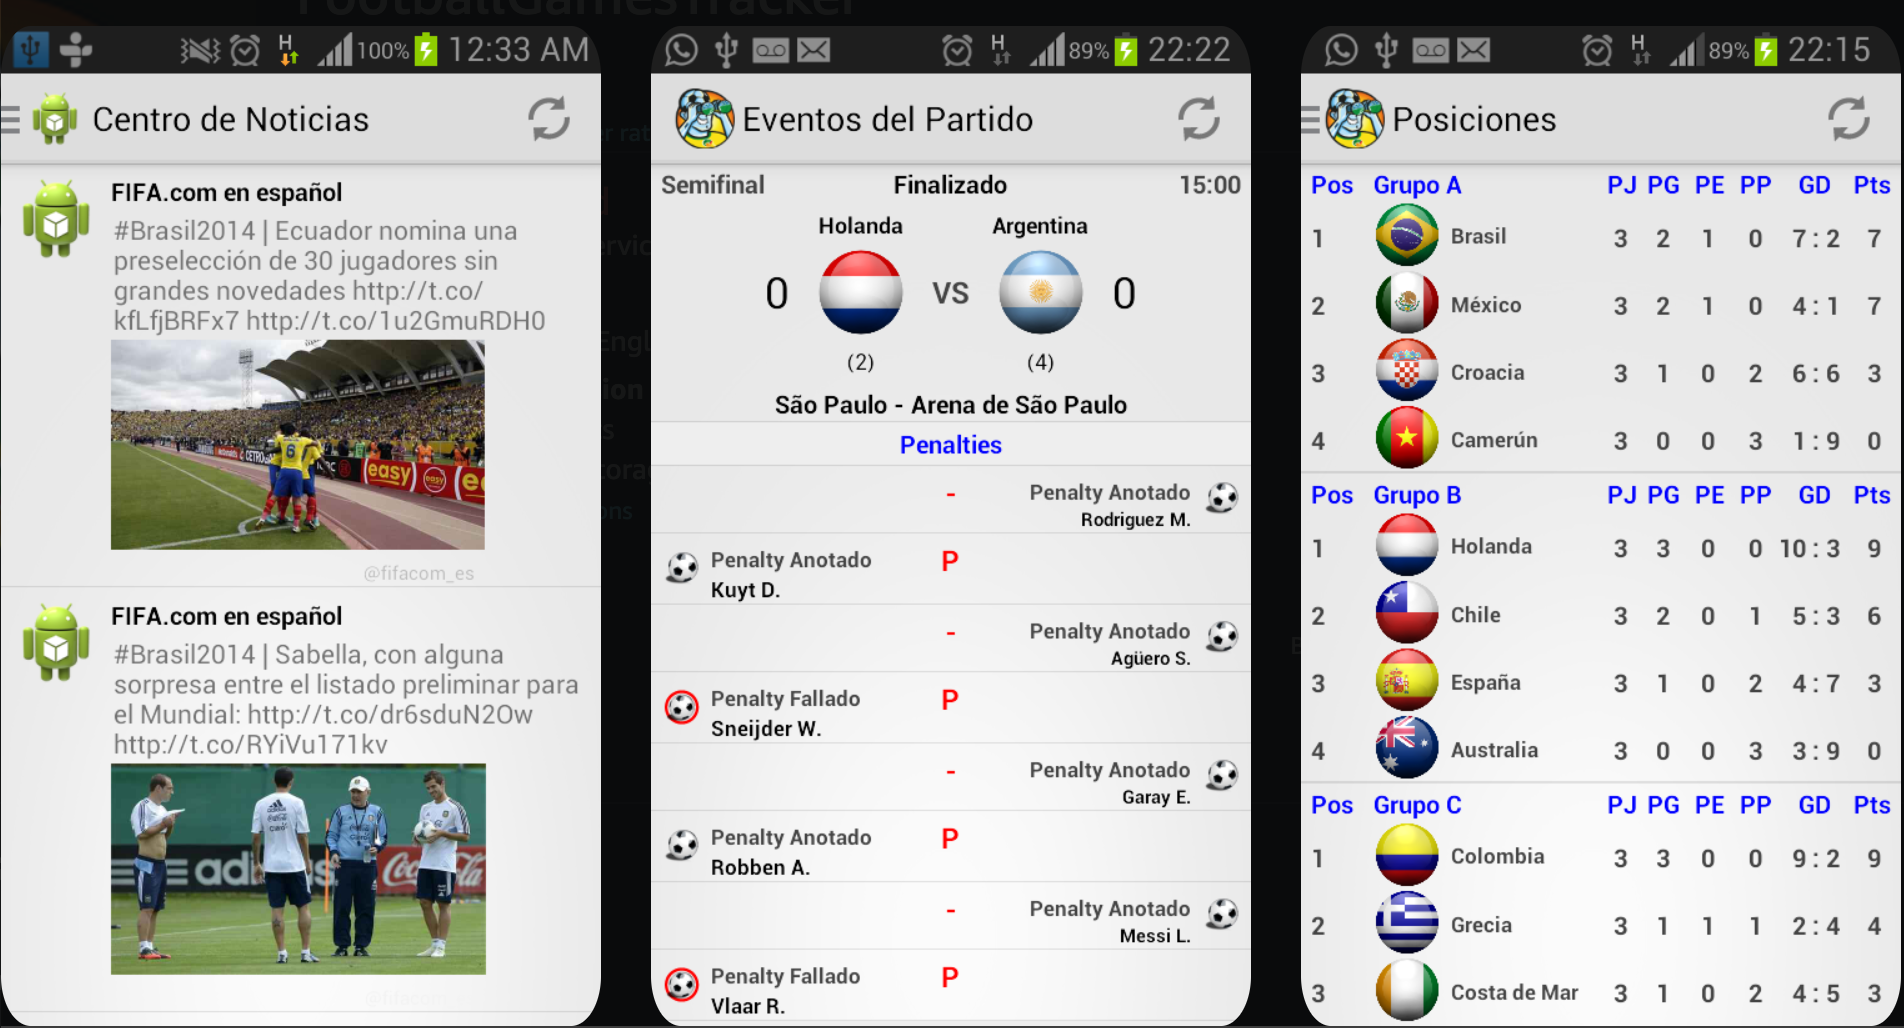 FootballGamesTracker
100% 12:33 AM
Centro de Noticias
FIFA.com en español
#Brasil2014 | Ecuador nomina una
preselección de 30 jugadores sin
grandes novedades http://t.co/
kfLfjBRFx7 http://t.co/1u2GmuRDH0
easy easy
@fifacom_es
FIFA.com en español
#Brasil2014 | Sabella, con alguna
sorpresa entre el listado preliminar para
el Mundial: http://t.co/dr6sduN2Ow
http://t.co/RYiVu171kv
adidas Coca-Cola
H 89% 22:22
Eventos del Partido
Semifinal Finalizado 15:00
Holanda Argentina
0 VS 0
(2) (4)
São Paulo - Arena de São Paulo
Penalties
- Penalty Anotado
Rodriguez M.
Penalty Anotado P
Kuyt D.
- Penalty Anotado
Agüero S.
Penalty Fallado P
Sneijder W.
- Penalty Anotado
Garay E.
Penalty Anotado P
Robben A.
- Penalty Anotado
Messi L.
Penalty Fallado P
Vlaar R.
H 89% 22:15
Posiciones
Pos Grupo A PJ PG PE PP GD Pts
1 Brasil 3 2 1 0 7 : 2 7
2 México 3 2 1 0 4 : 1 7
3 Croacia 3 1 0 2 6 : 6 3
4 Camerún 3 0 0 3 1 : 9 0
Pos Grupo B PJ PG PE PP GD Pts
1 Holanda 3 3 0 0 10 : 3 9
2 Chile 3 2 0 1 5 : 3 6
3 España 3 1 0 2 4 : 7 3
4 Australia 3 0 0 3 3 : 9 0
Pos Grupo C PJ PG PE PP GD Pts
1 Colombia 3 3 0 0 9 : 2 9
2 Grecia 3 1 1 1 2 : 4 4
3 Costa de Mar 3 1 0 2 4 : 5 3